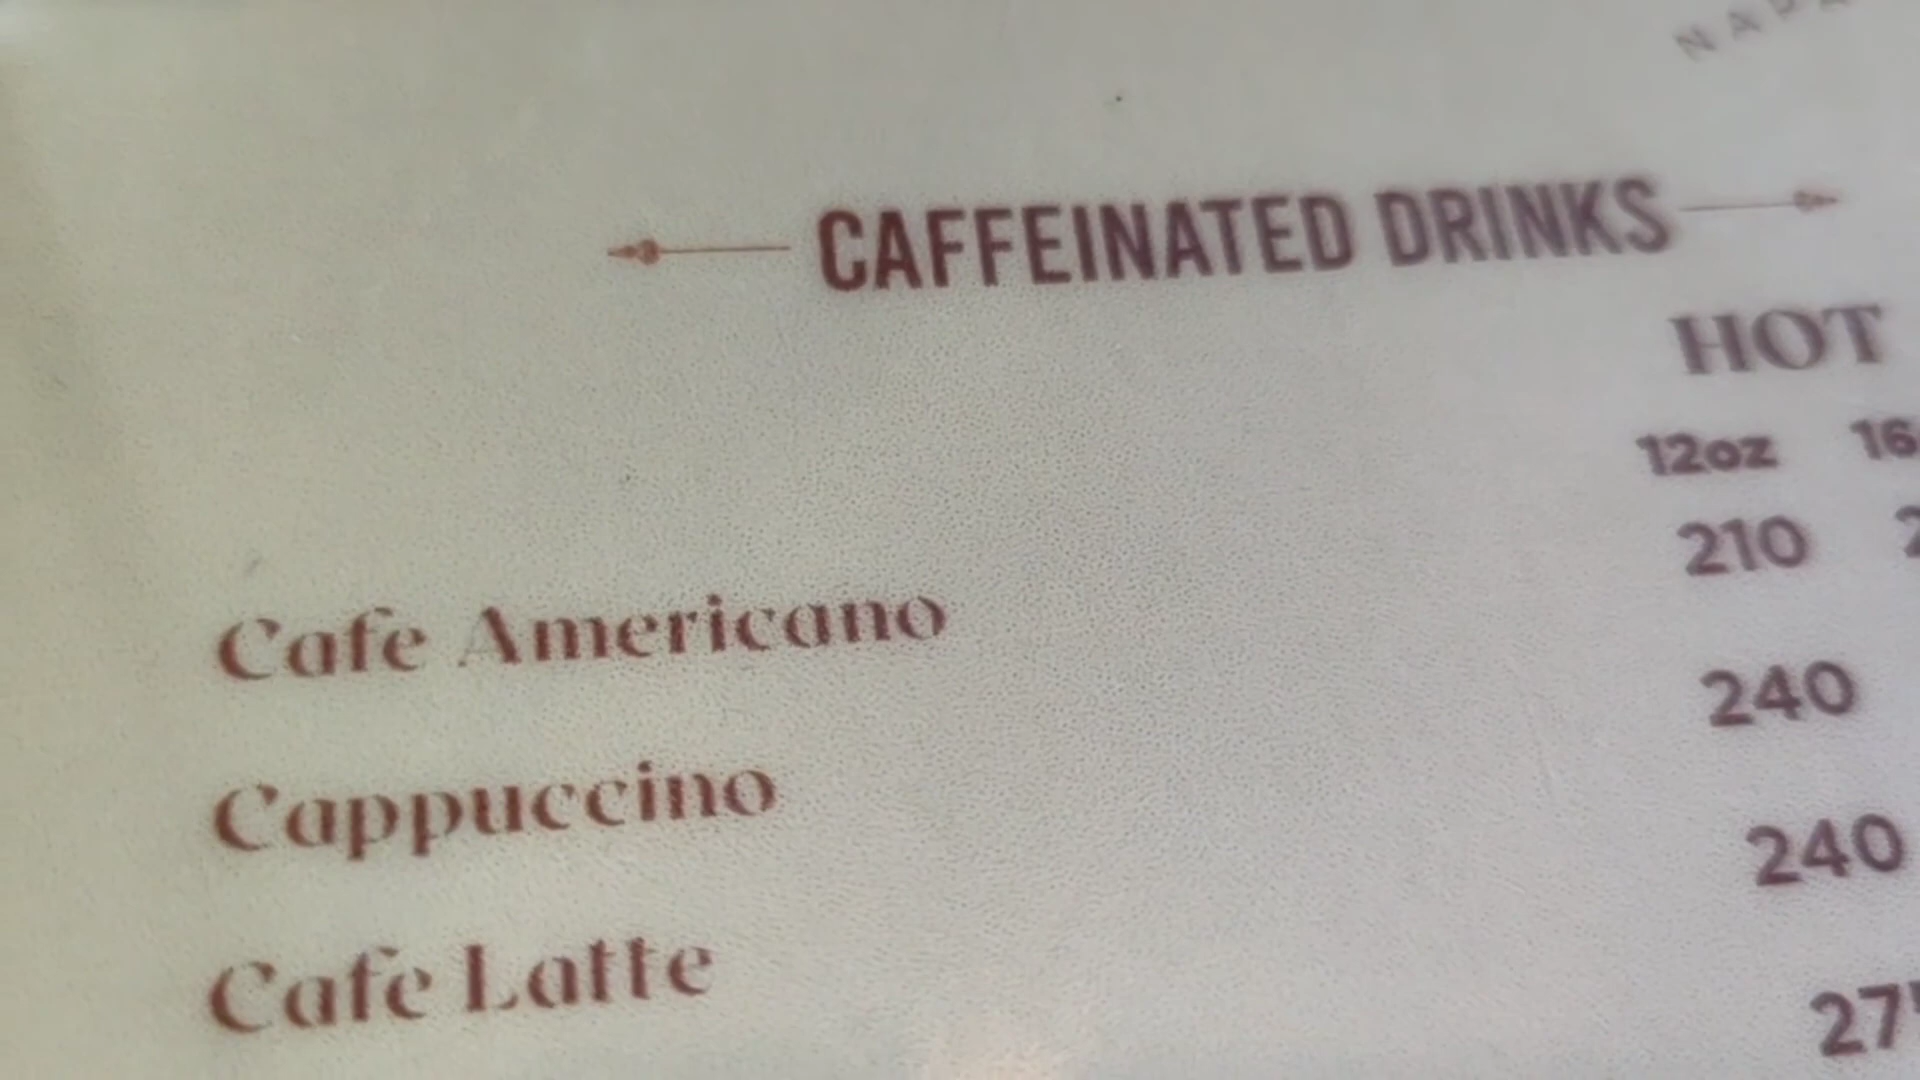 CAFFEINATED DRINKS
HOT
12oz
210
Cafe Americano 240
Cappuccino 240
Cafe Latte